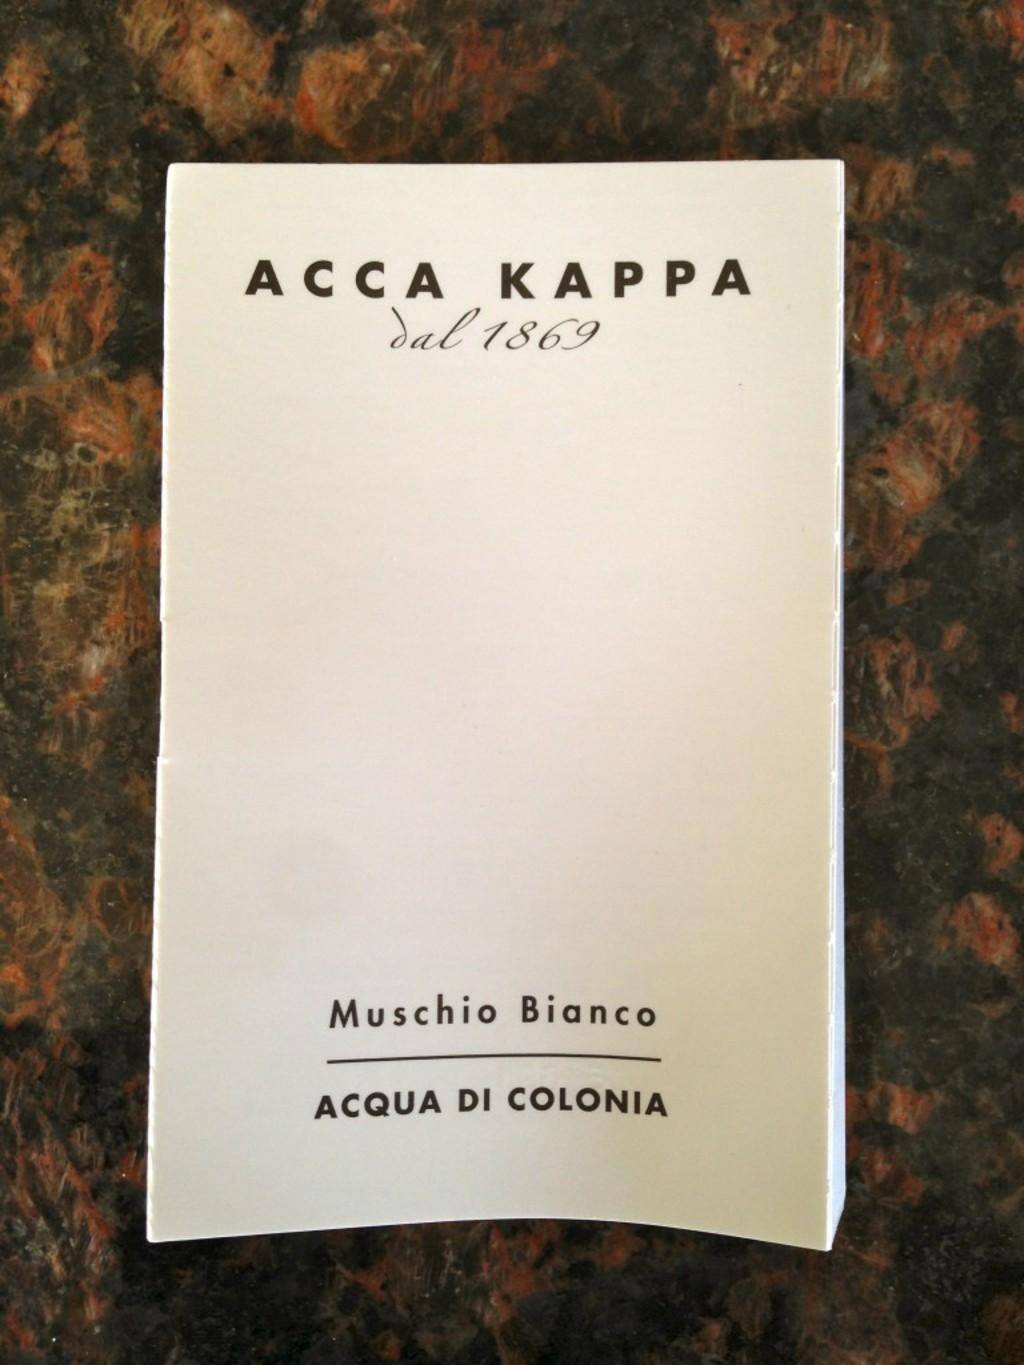 ACCA KAPPA
dal 1869
Muschio Bianco
ACQUA DI COLONIA